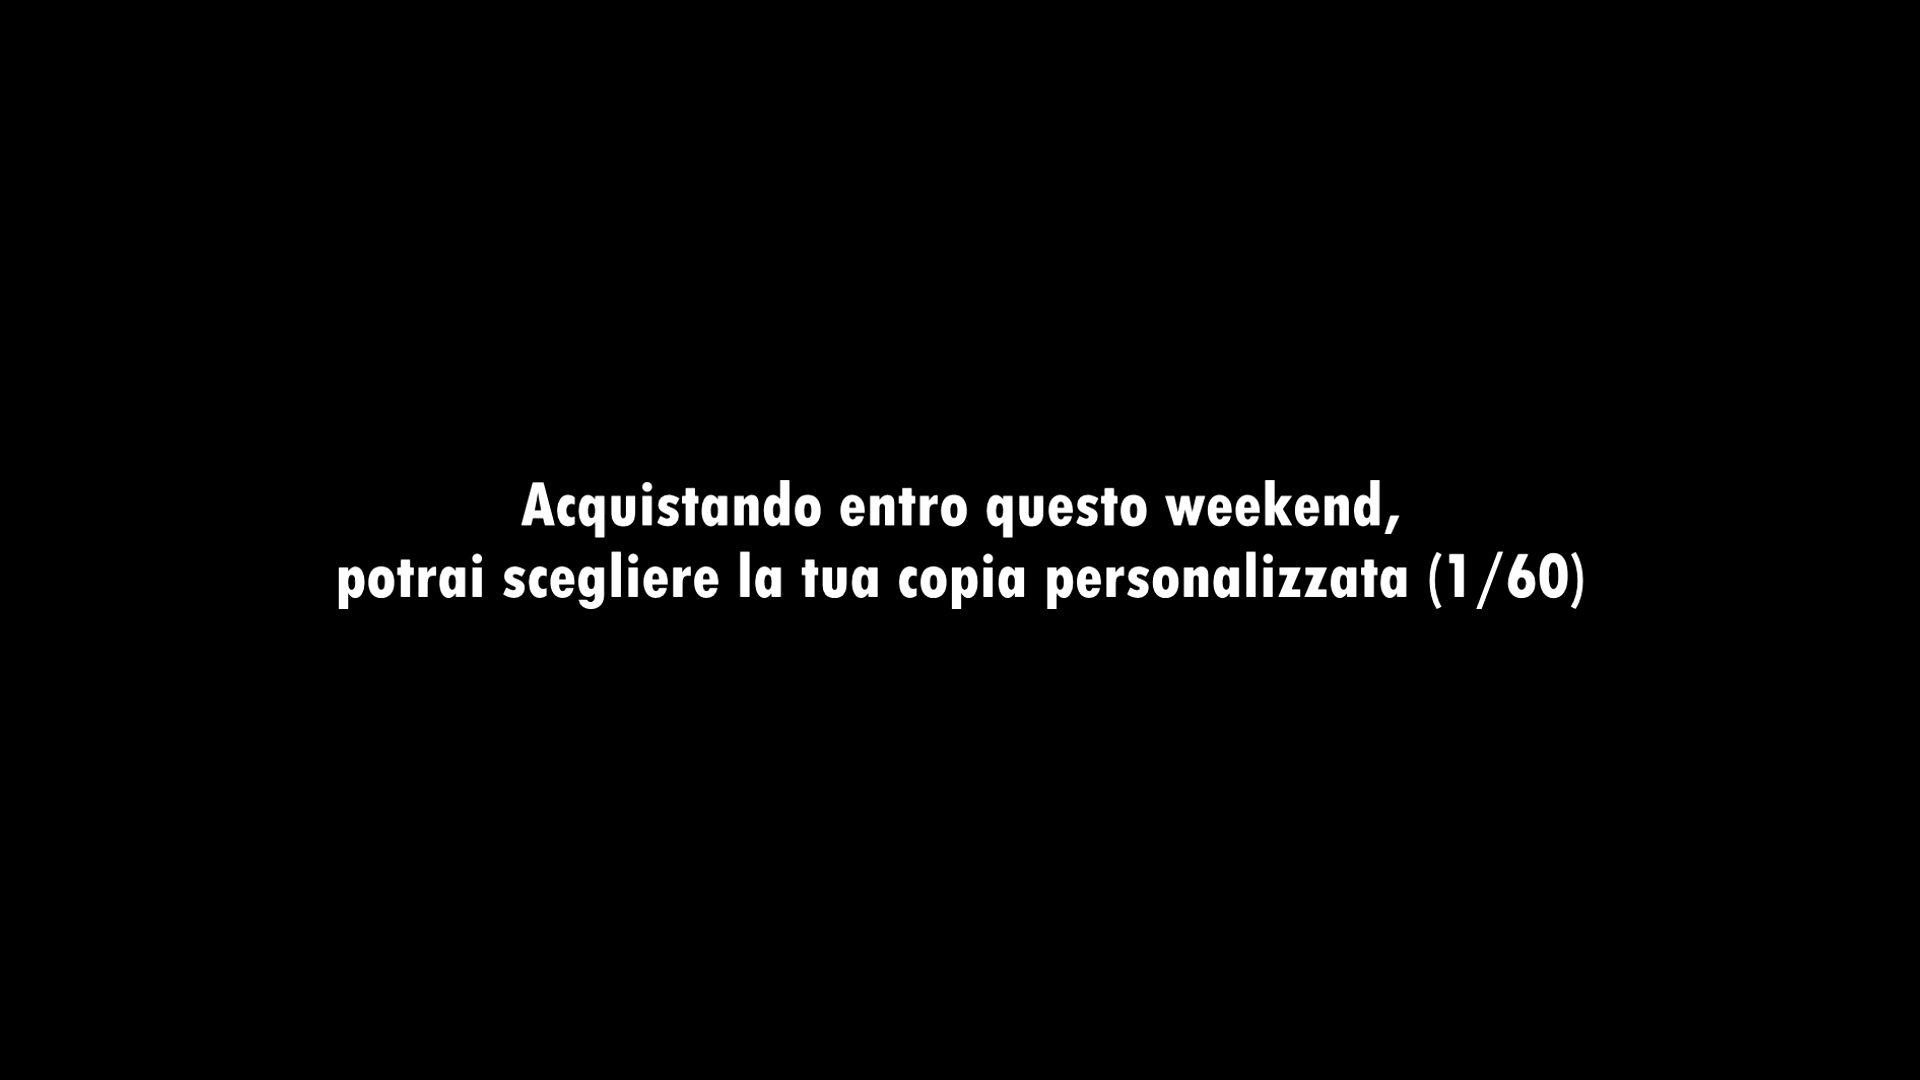 Acquistando entro questo weekend,
potrai scegliere la tua copia personalizzata (1/60)